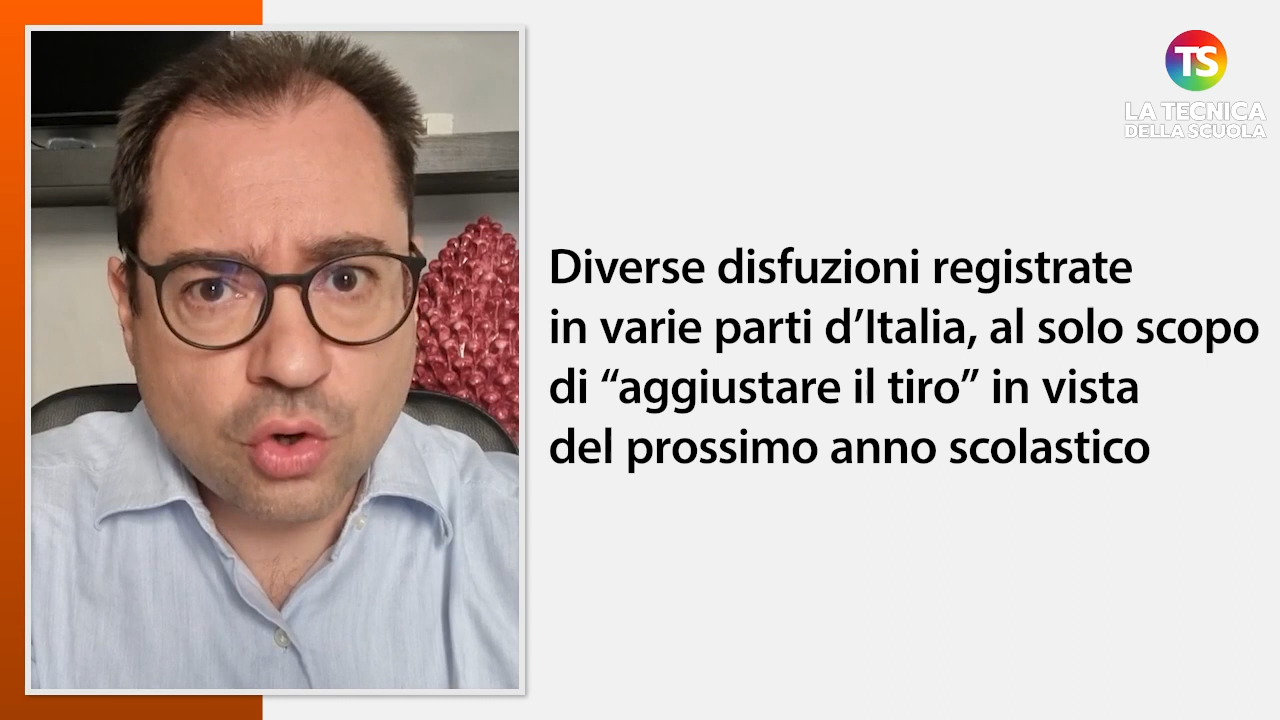 TS
LA TECNICA
DELLA SCUOLA
Diverse disfuzioni registrate
in varie parti d’Italia, al solo scopo
di “aggiustare il tiro” in vista
del prossimo anno scolastico